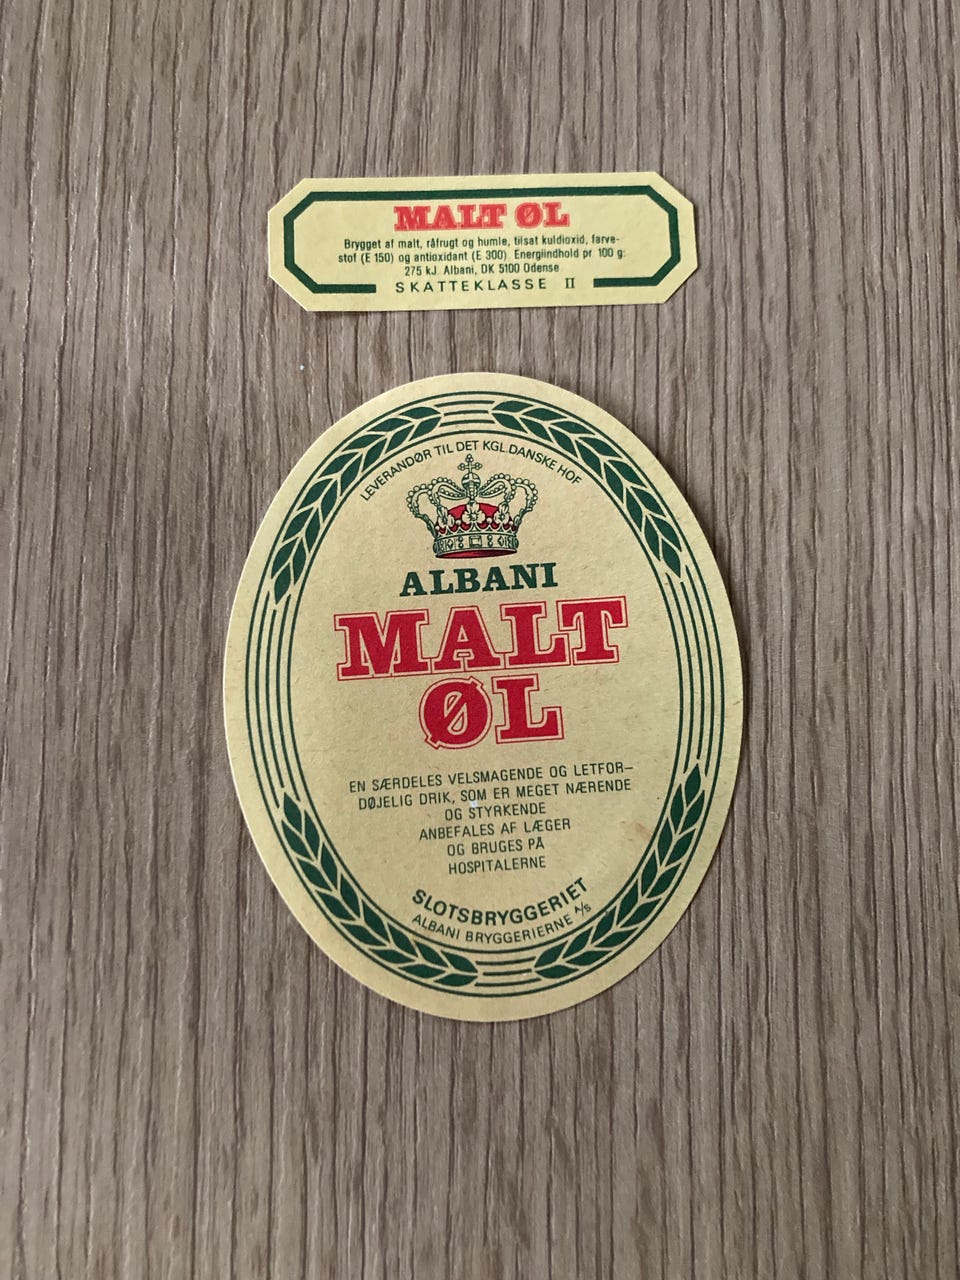 MALT ØL
Brygget af malt, råfrugt og humle, tilsat kuldioxid, farve-
stof (E 150) og antioxidant (E 300). Energiindhold pr. 100 g:
275 kJ. Albani, DK 5100 Odense
SKATTEKLASSE II
LEVERANDØR TIL DET KGL. DANSKE HOF
ALBANI
MALT
ØL
EN SÆRDELES VELSMAGENDE OG LETFOR-
DØJELIG DRIK, SOM ER MEGET NÆRENDE
OG STYRKENDE
ANBEFALES AF LÆGER
OG BRUGES PÅ
HOSPITALERNE
SLOTSBRYGGERIET
ALBANI BRYGGERIERNE A/S